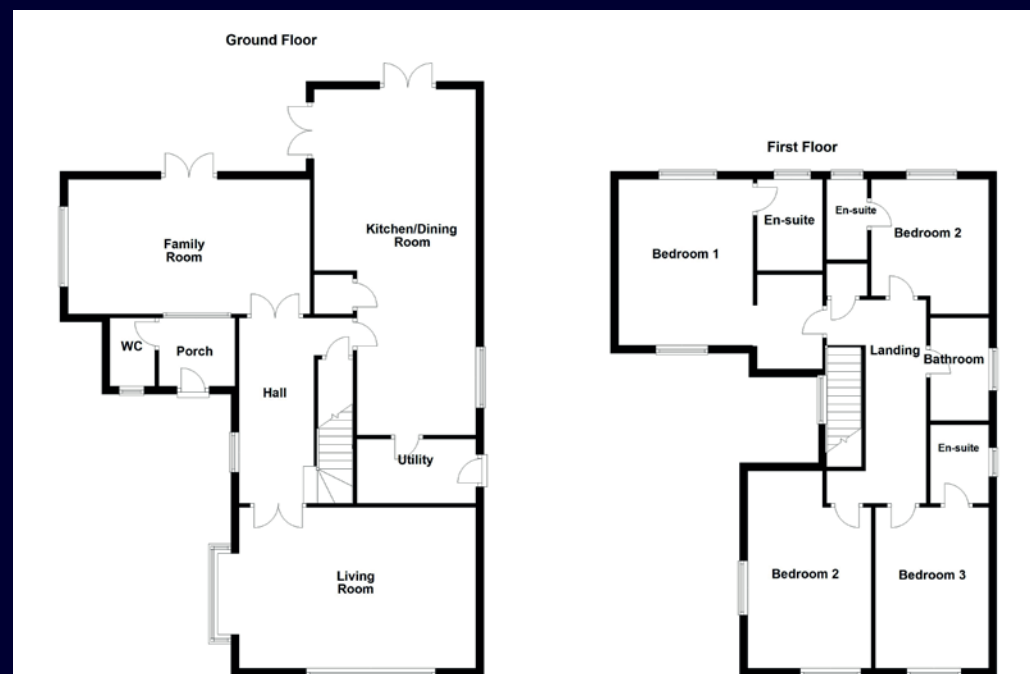 Ground Floor
Kitchen/Dining
Room
Family
Room
WC
Porch
Hall
Utility
Living
Room
First Floor
En-suite
En-suite
Bedroom 2
Bedroom 1
Landing
Bathroom
En-suite
Bedroom 2
Bedroom 3